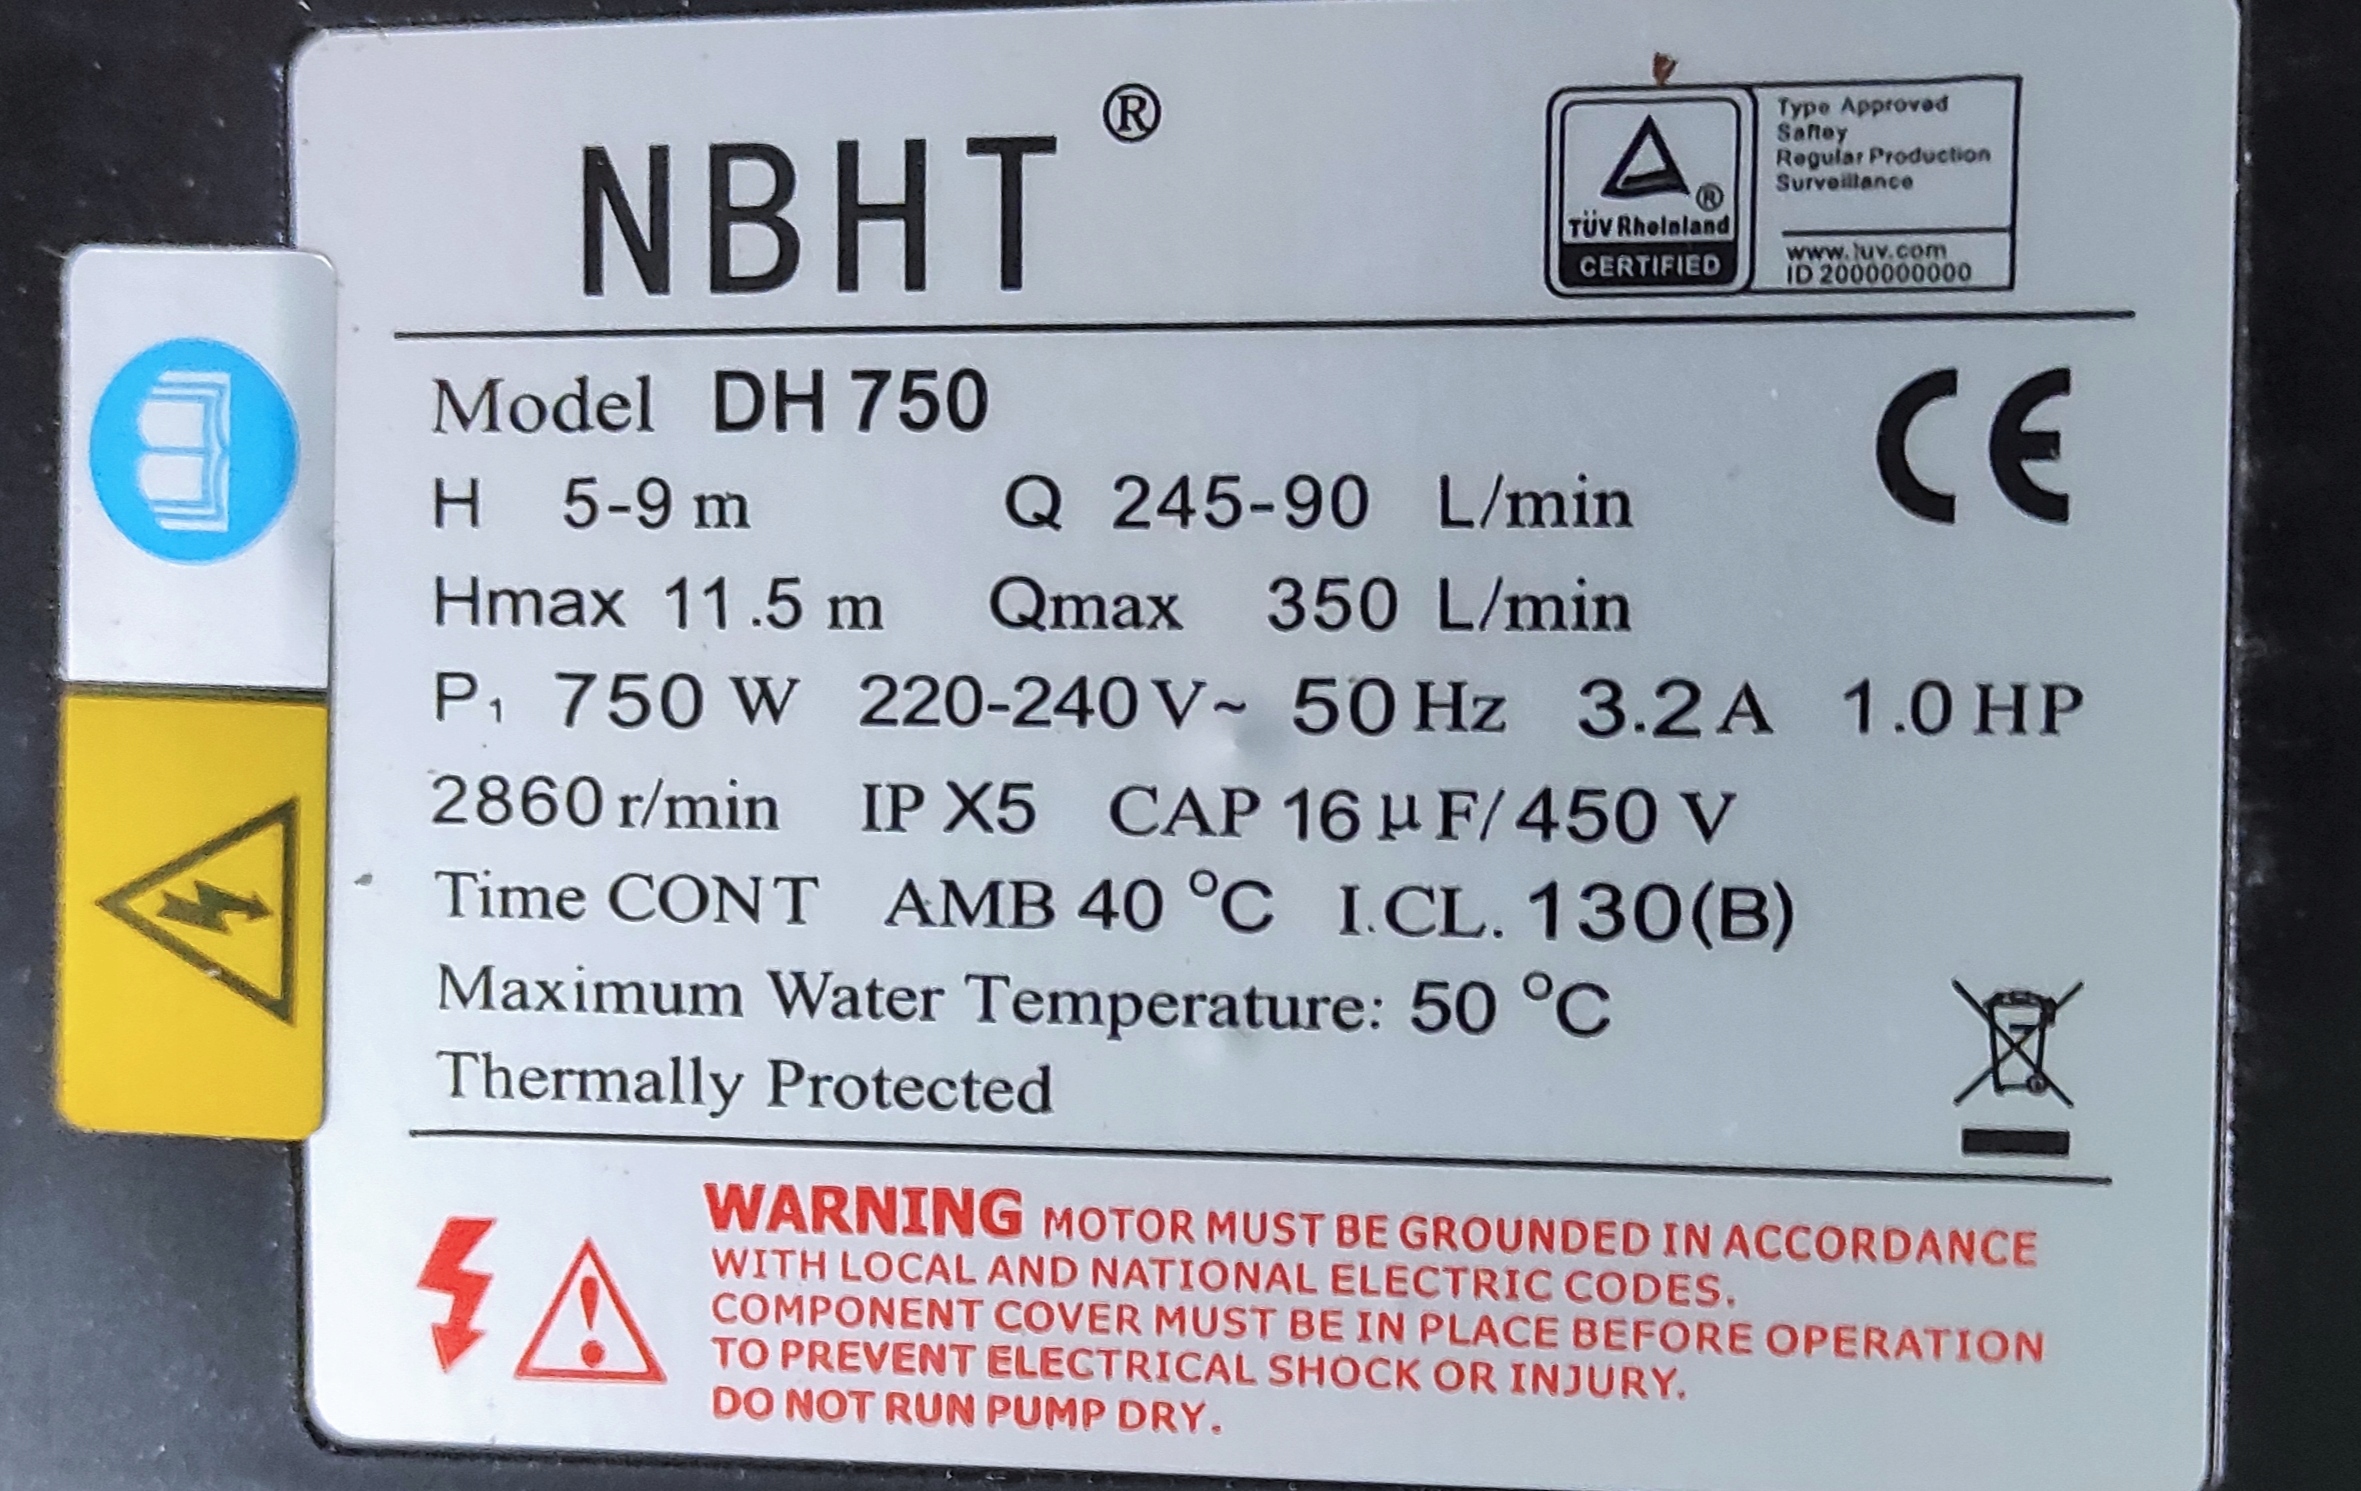 NBHT ®
Type Approved
Saftey
Regular Production
Surveillance
TÜV Rheinland ®
CERTIFIED
www.tuv.com
ID 2000000000
Model DH 750
H 5-9 m Q 245-90 L/min
Hmax 11.5 m Qmax 350 L/min
P₁ 750 W 220-240 V~ 50 Hz 3.2 A 1.0 HP
2860 r/min IP X5 CAP 16 µF/450 V
Time CONT AMB 40 °C I.CL. 130(B)
Maximum Water Temperature: 50 °C
Thermally Protected
CE
WARNING MOTOR MUST BE GROUNDED IN ACCORDANCE
WITH LOCAL AND NATIONAL ELECTRIC CODES.
COMPONENT COVER MUST BE IN PLACE BEFORE OPERATION
TO PREVENT ELECTRICAL SHOCK OR INJURY.
DO NOT RUN PUMP DRY.